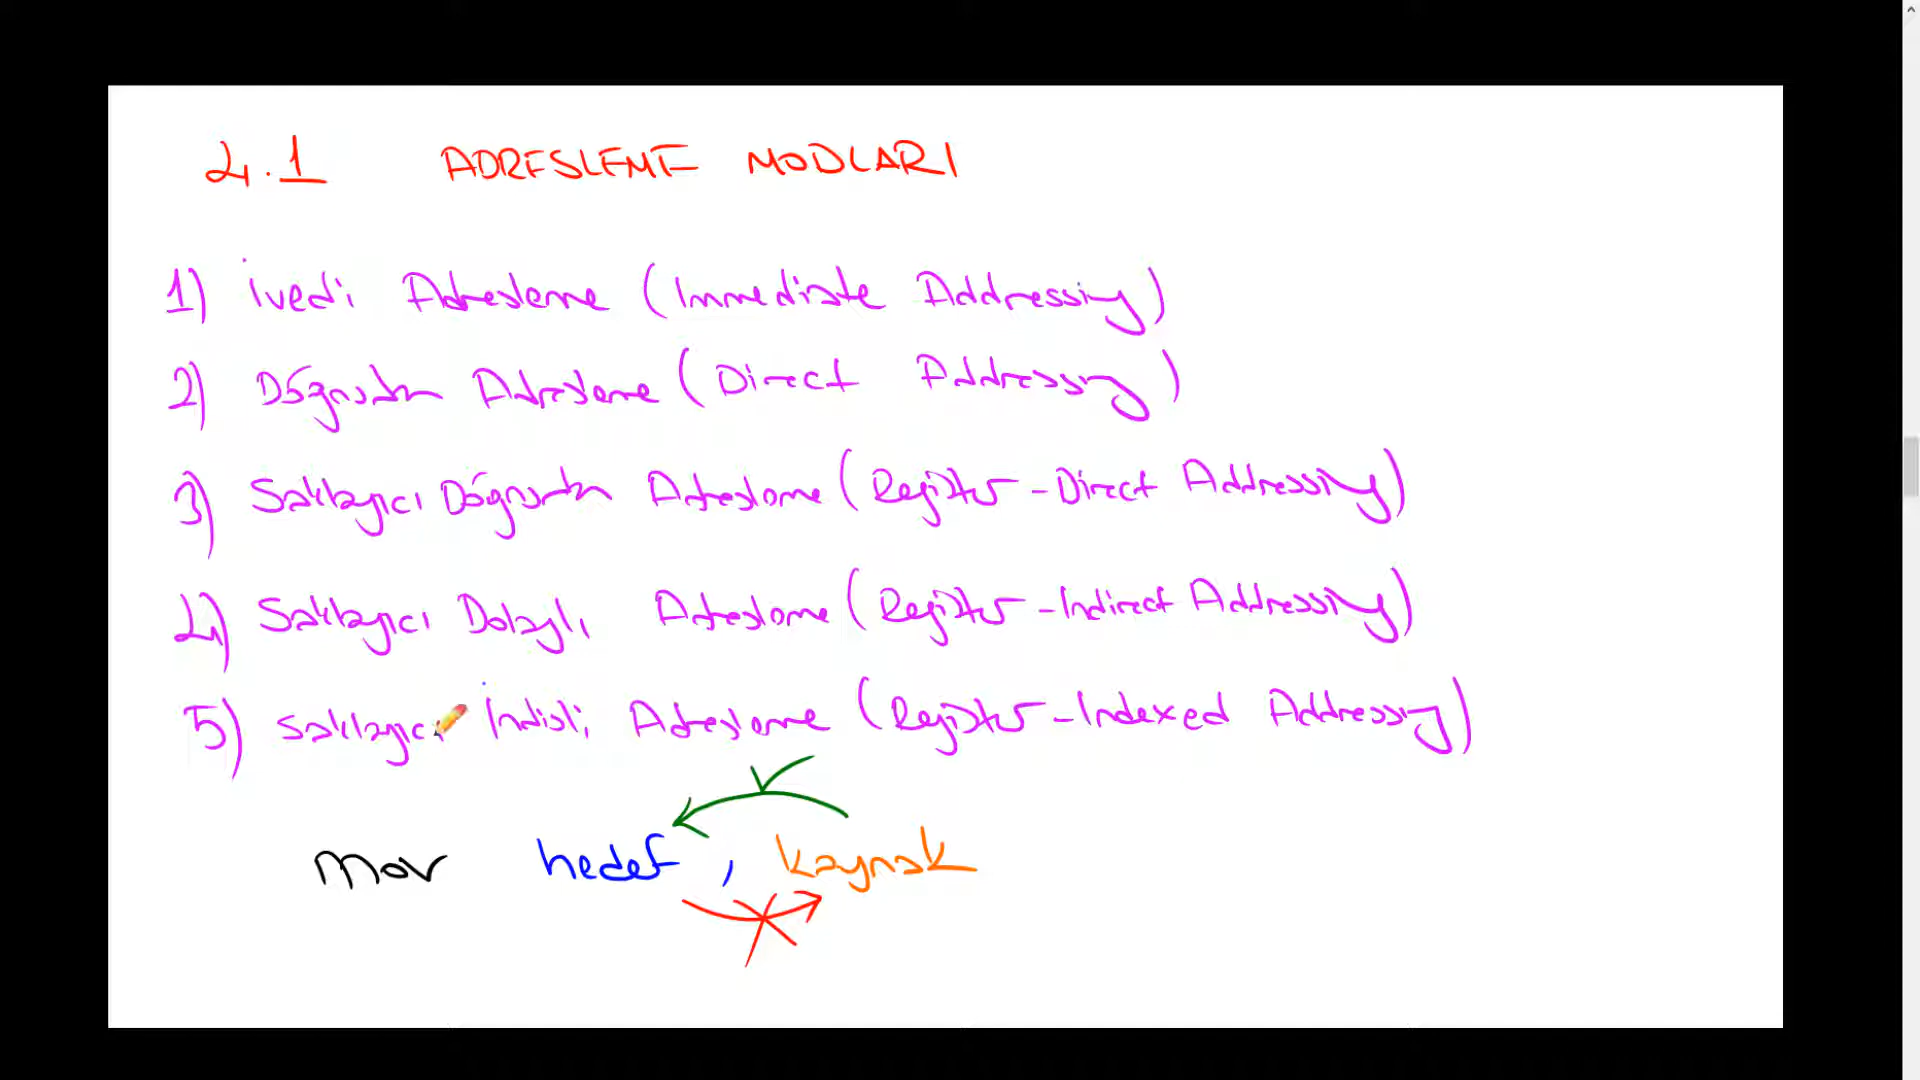 4.1 ADRESLEME MODLARI
1) İvedi Adresleme (Immediate Addressing)
2) Doğrudan Adresleme (Direct Addressing)
3) Saklayıcı Doğrudan Adresleme (Register-Direct Addressing)
4) Saklayıcı Dolaylı Adresleme (Register-Indirect Addressing)
5) Saklayıcı İndisli Adresleme (Register-Indexed Addressing)
Mov hedef , kaynak